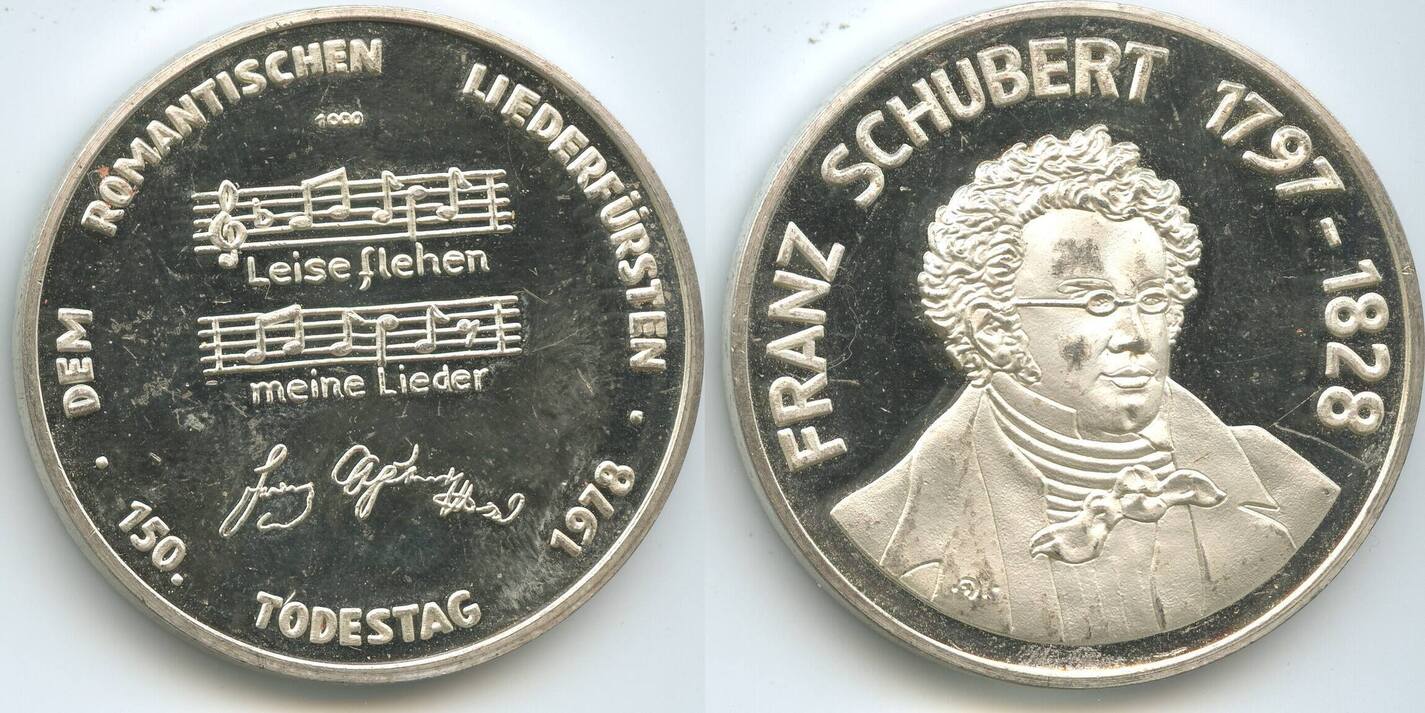 DEM ROMANTISCHEN LIEDERFÜRSTEN
1000
Leise flehen
meine Lieder
· 150. TODESTAG 1978 ·
FRANZ SCHUBERT 1797-1828